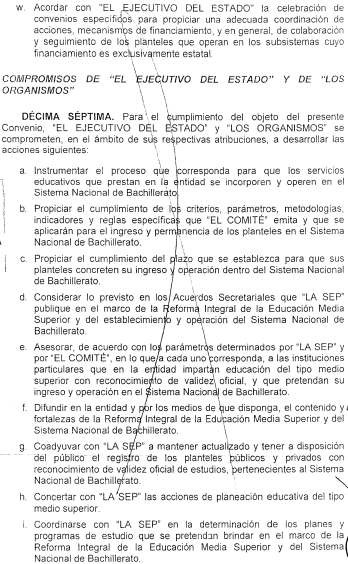 w. Acordar con "EL EJECUTIVO DEL ESTADO" la celebración de
convenios específicos para propiciar una adecuada coordinación de
acciones, mecanismos de financiamiento, y en general, de colaboración
y seguimiento de los planteles que operan en los subsistemas cuyo
financiamiento es exclusivamente estatal.
COMPROMISOS DE "EL EJECUTIVO DEL ESTADO" Y DE "LOS
ORGANISMOS"
DÉCIMA SÉPTIMA. Para el cumplimiento del objeto del presente
Convenio, "EL EJECUTIVO DEL ESTADO" y "LOS ORGANISMOS" se
comprometen, en el ámbito de sus respectivas atribuciones, a desarrollar las
acciones siguientes:
a. Instrumentar el proceso que corresponda para que los servicios
educativos que prestan en la entidad se incorporen y operen en el
Sistema Nacional de Bachillerato.
b. Propiciar el cumplimiento de los criterios, parámetros, metodologías,
indicadores y reglas específicas que "EL COMITÉ" emita y que se
aplicarán para el ingreso y permanencia de los planteles en el Sistema
Nacional de Bachillerato.
c. Propiciar el cumplimiento del plazo que se establezca para que sus
planteles concreten su ingreso y operación dentro del Sistema Nacional
de Bachillerato.
d. Considerar lo previsto en los Acuerdos Secretariales que "LA SEP"
publique en el marco de la Reforma Integral de la Educación Media
Superior y del establecimiento y operación del Sistema Nacional de
Bachillerato.
e. Asesorar, de acuerdo con los parámetros determinados por "LA SEP" y
por "EL COMITÉ", en lo que a cada uno corresponda, a las instituciones
particulares que en la entidad impartan educación del tipo medio
superior con reconocimiento de validez oficial, y que pretendan su
ingreso y operación en el Sistema Nacional de Bachillerato.
f. Difundir en la entidad y por los medios de que disponga, el contenido y
fortalezas de la Reforma Integral de la Educación Media Superior y del
Sistema Nacional de Bachillerato.
g. Coadyuvar con "LA SEP" a mantener actualizado y tener a disposición
del público el registro de los planteles públicos y privados con
reconocimiento de validez oficial de estudios, pertenecientes al Sistema
Nacional de Bachillerato.
h. Concertar con "LA SEP" las acciones de planeación educativa del tipo
medio superior.
i. Coordinarse con "LA SEP" en la determinación de los planes y
programas de estudio que se pretendan brindar en el marco de la
Reforma Integral de la Educación Media Superior y del Sistema
Nacional de Bachillerato.